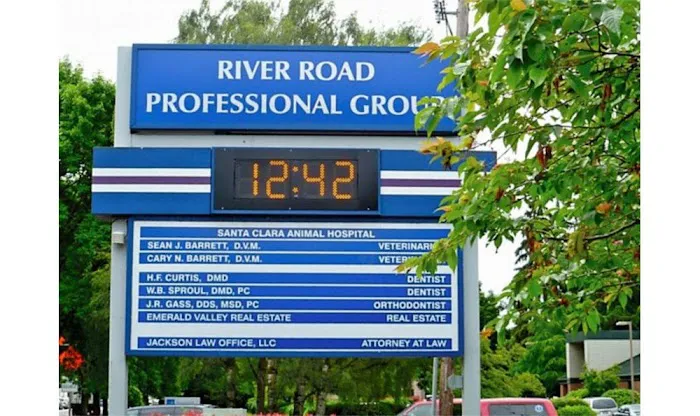 RIVER ROAD
PROFESSIONAL GROUP
12:42
SANTA CLARA ANIMAL HOSPITAL
SEAN J. BARRETT, D.V.M. VETERINARI
CARY N. BARRETT, D.V.M. VETERI
H.F. CURTIS, DMD DENTIST
W.B. SPROUL, DMD, PC DENTIST
J.R. GASS, DDS, MSD, PC ORTHODONTIST
EMERALD VALLEY REAL ESTATE REAL ESTATE
JACKSON LAW OFFICE, LLC ATTORNEY AT LAW